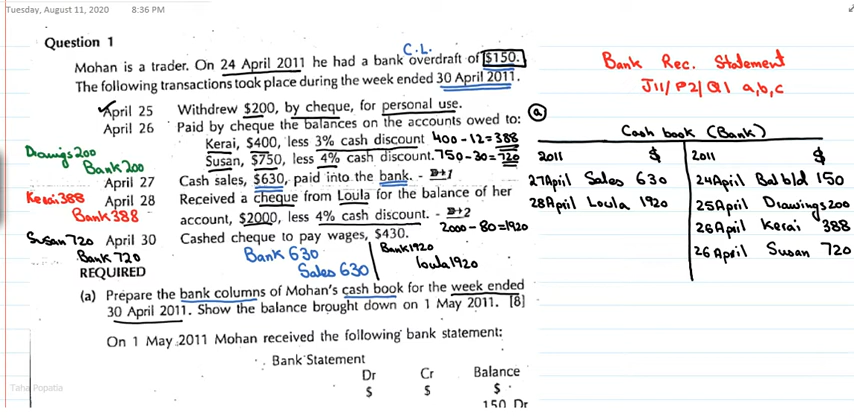 Tuesday, August 11, 2020 8:36 PM
Question 1
C.L.
Mohan is a trader. On 24 April 2011 he had a bank overdraft of $150.
The following transactions took place during the week ended 30 April 2011.
April 25 Withdrew $200, by cheque, for personal use.
April 26 Paid by cheque the balances on the accounts owed to:
Kerai, $400, less 3% cash discount 400-12=388
Susan, $750, less 4% cash discount. 750-30=720
April 27 Cash sales, $630, paid into the bank. - D+1
April 28 Received a cheque from Loula for the balance of her
account, $2000, less 4% cash discount. - D+2
2000-80=1920
April 30 Cashed cheque to pay wages, $430.
Drawings 200
Bank 200
Kerai 388
Bank 388
Susan 720
Bank 720
Bank 630
Sales 630
Bank 1920
Loula 1920
REQUIRED
(a) Prepare the bank columns of Mohan's cash book for the week ended
30 April 2011. Show the balance brought down on 1 May 2011. [8]
On 1 May 2011 Mohan received the following bank statement:
Bank Statement
Dr Cr Balance
$ $ $
150 Dr
Taha Popatia
Bank Rec. Statement
J11/P2/Q1 a,b,c
(a)
Cash book (Bank)
2011 $ 2011 $
27April Sales 630 24April Bal b/d 150
28April Loula 1920 25April Drawings 200
26April Kerai 388
26April Susan 720